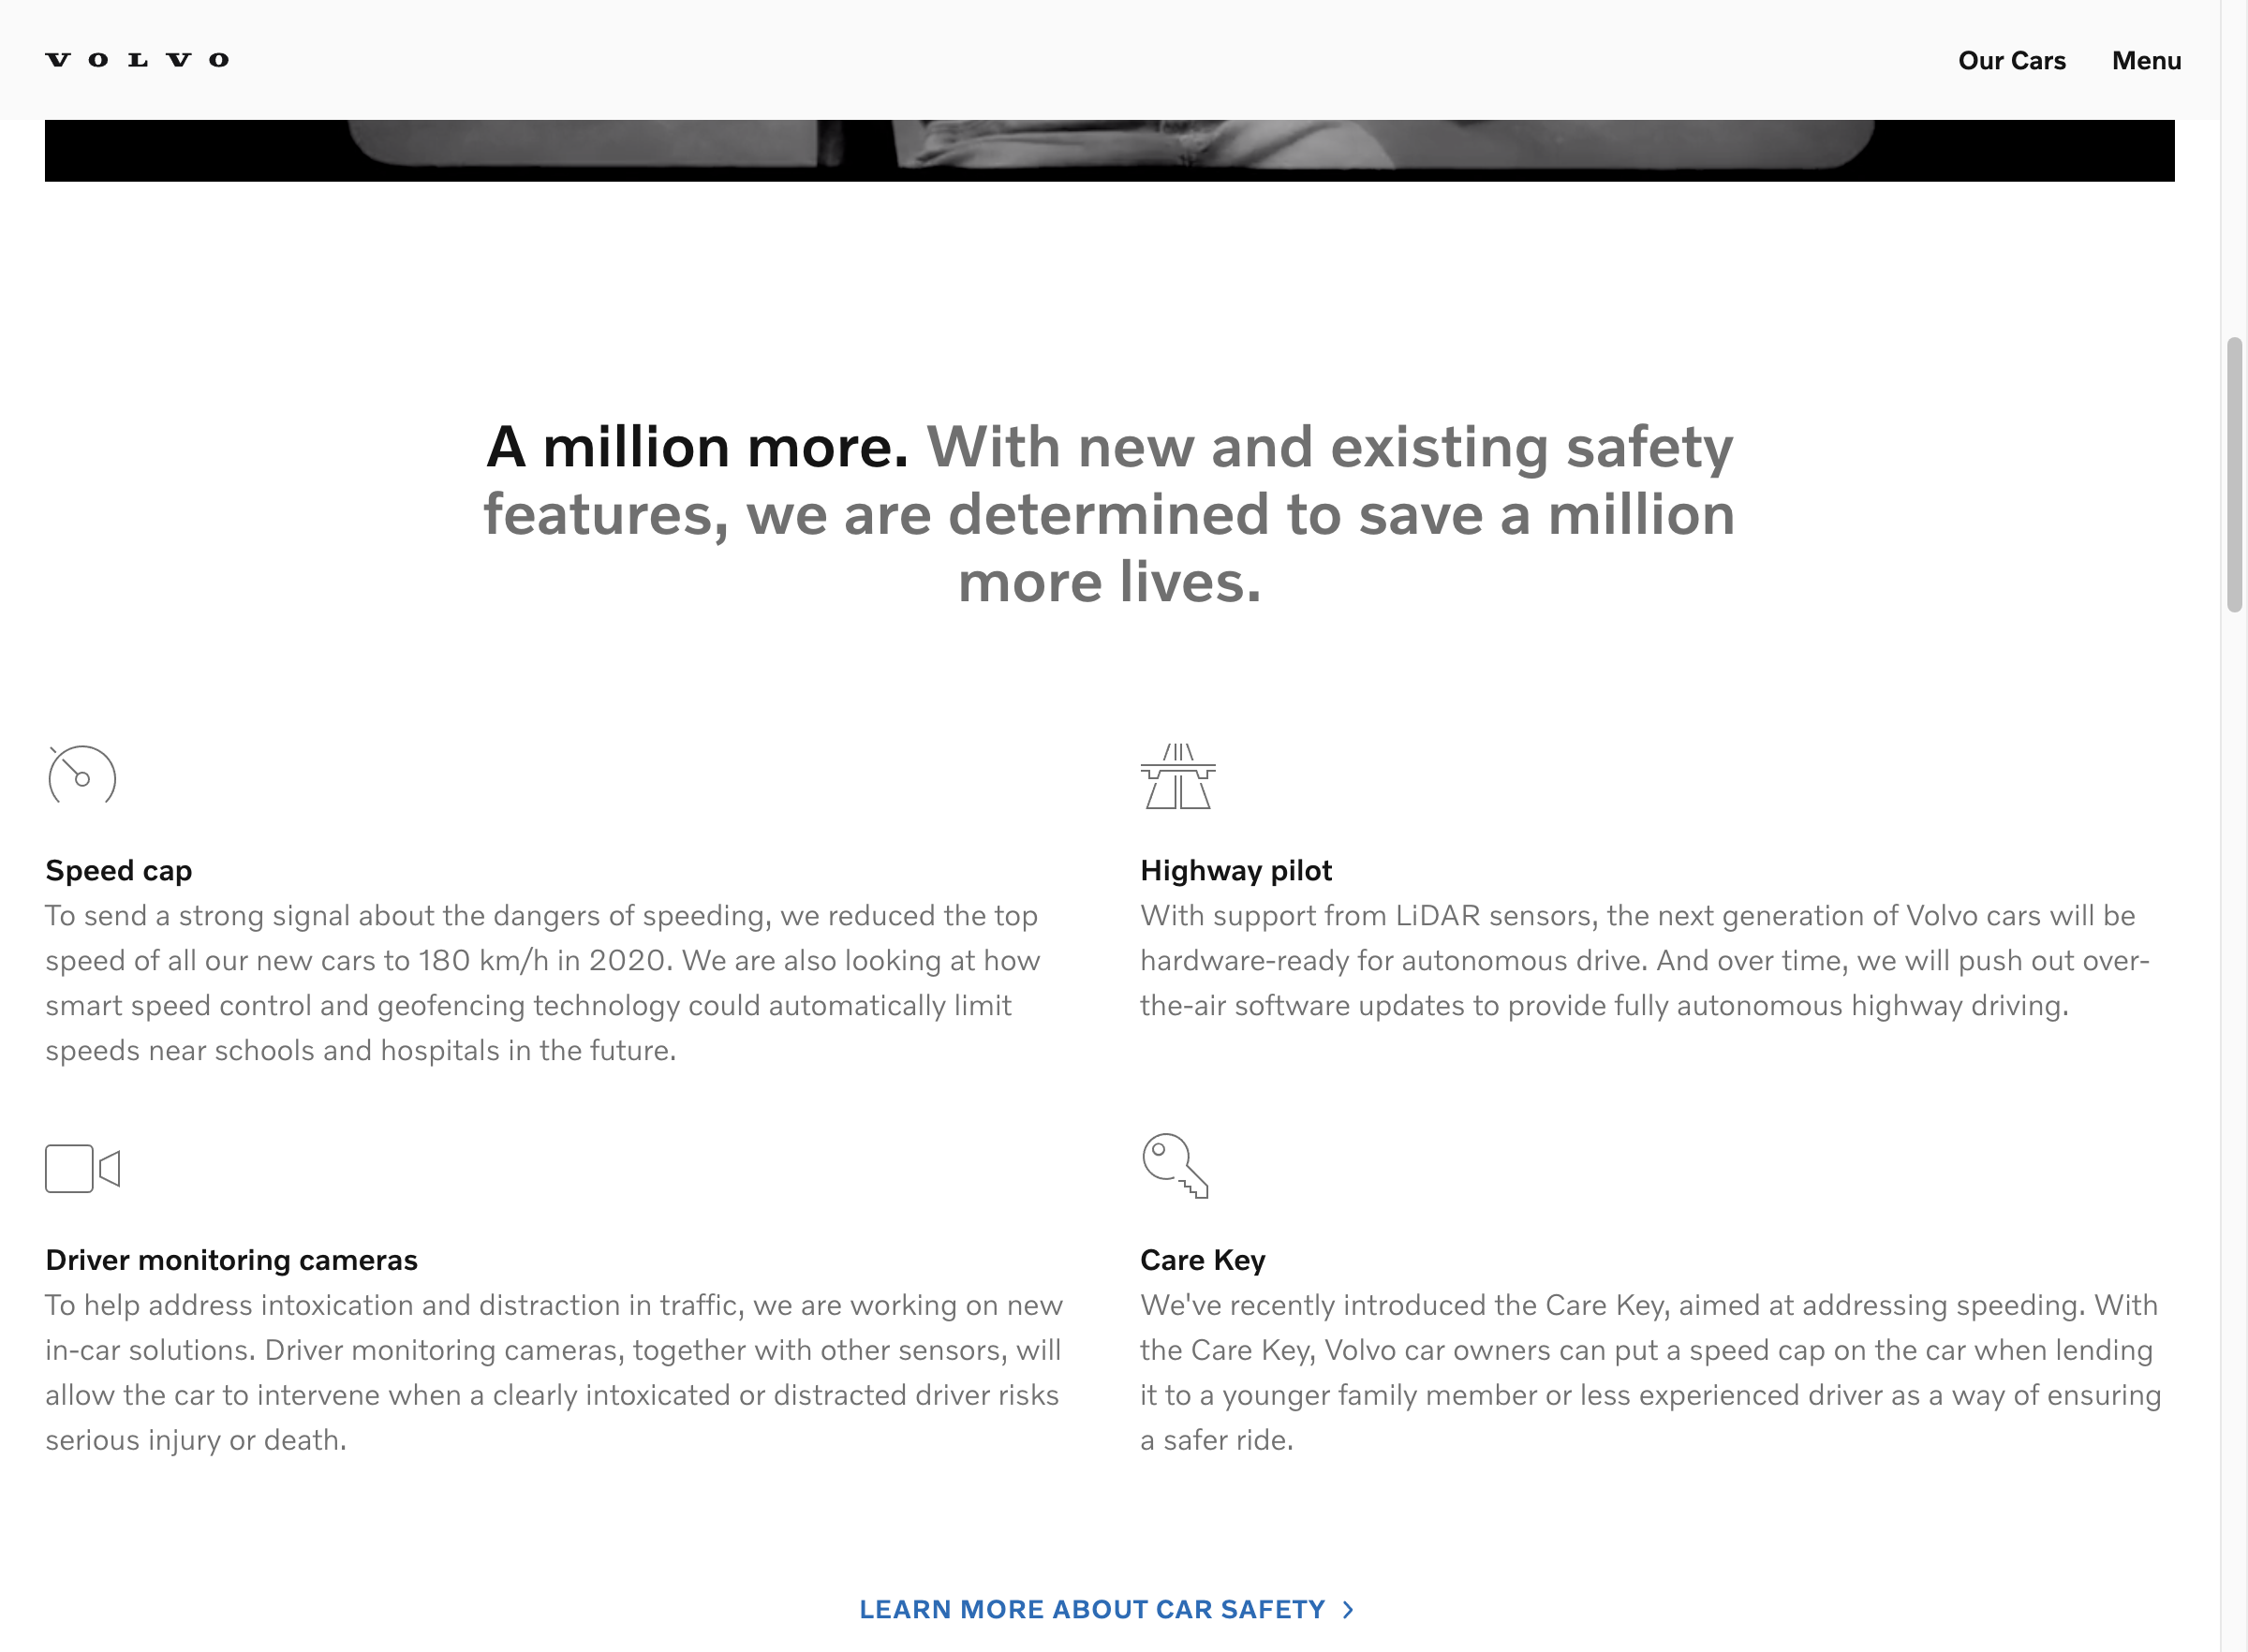 VOLVO
Our Cars
Menu
A million more. With new and existing safety
features, we are determined to save a million
more lives.
Speed cap
To send a strong signal about the dangers of speeding, we reduced the top
speed of all our new cars to 180 km/h in 2020. We are also looking at how
smart speed control and geofencing technology could automatically limit
speeds near schools and hospitals in the future.
Highway pilot
With support from LiDAR sensors, the next generation of Volvo cars will be
hardware-ready for autonomous drive. And over time, we will push out over-
the-air software updates to provide fully autonomous highway driving.
Driver monitoring cameras
To help address intoxication and distraction in traffic, we are working on new
in-car solutions. Driver monitoring cameras, together with other sensors, will
allow the car to intervene when a clearly intoxicated or distracted driver risks
serious injury or death.
Care Key
We've recently introduced the Care Key, aimed at addressing speeding. With
the Care Key, Volvo car owners can put a speed cap on the car when lending
it to a younger family member or less experienced driver as a way of ensuring
a safer ride.
LEARN MORE ABOUT CAR SAFETY